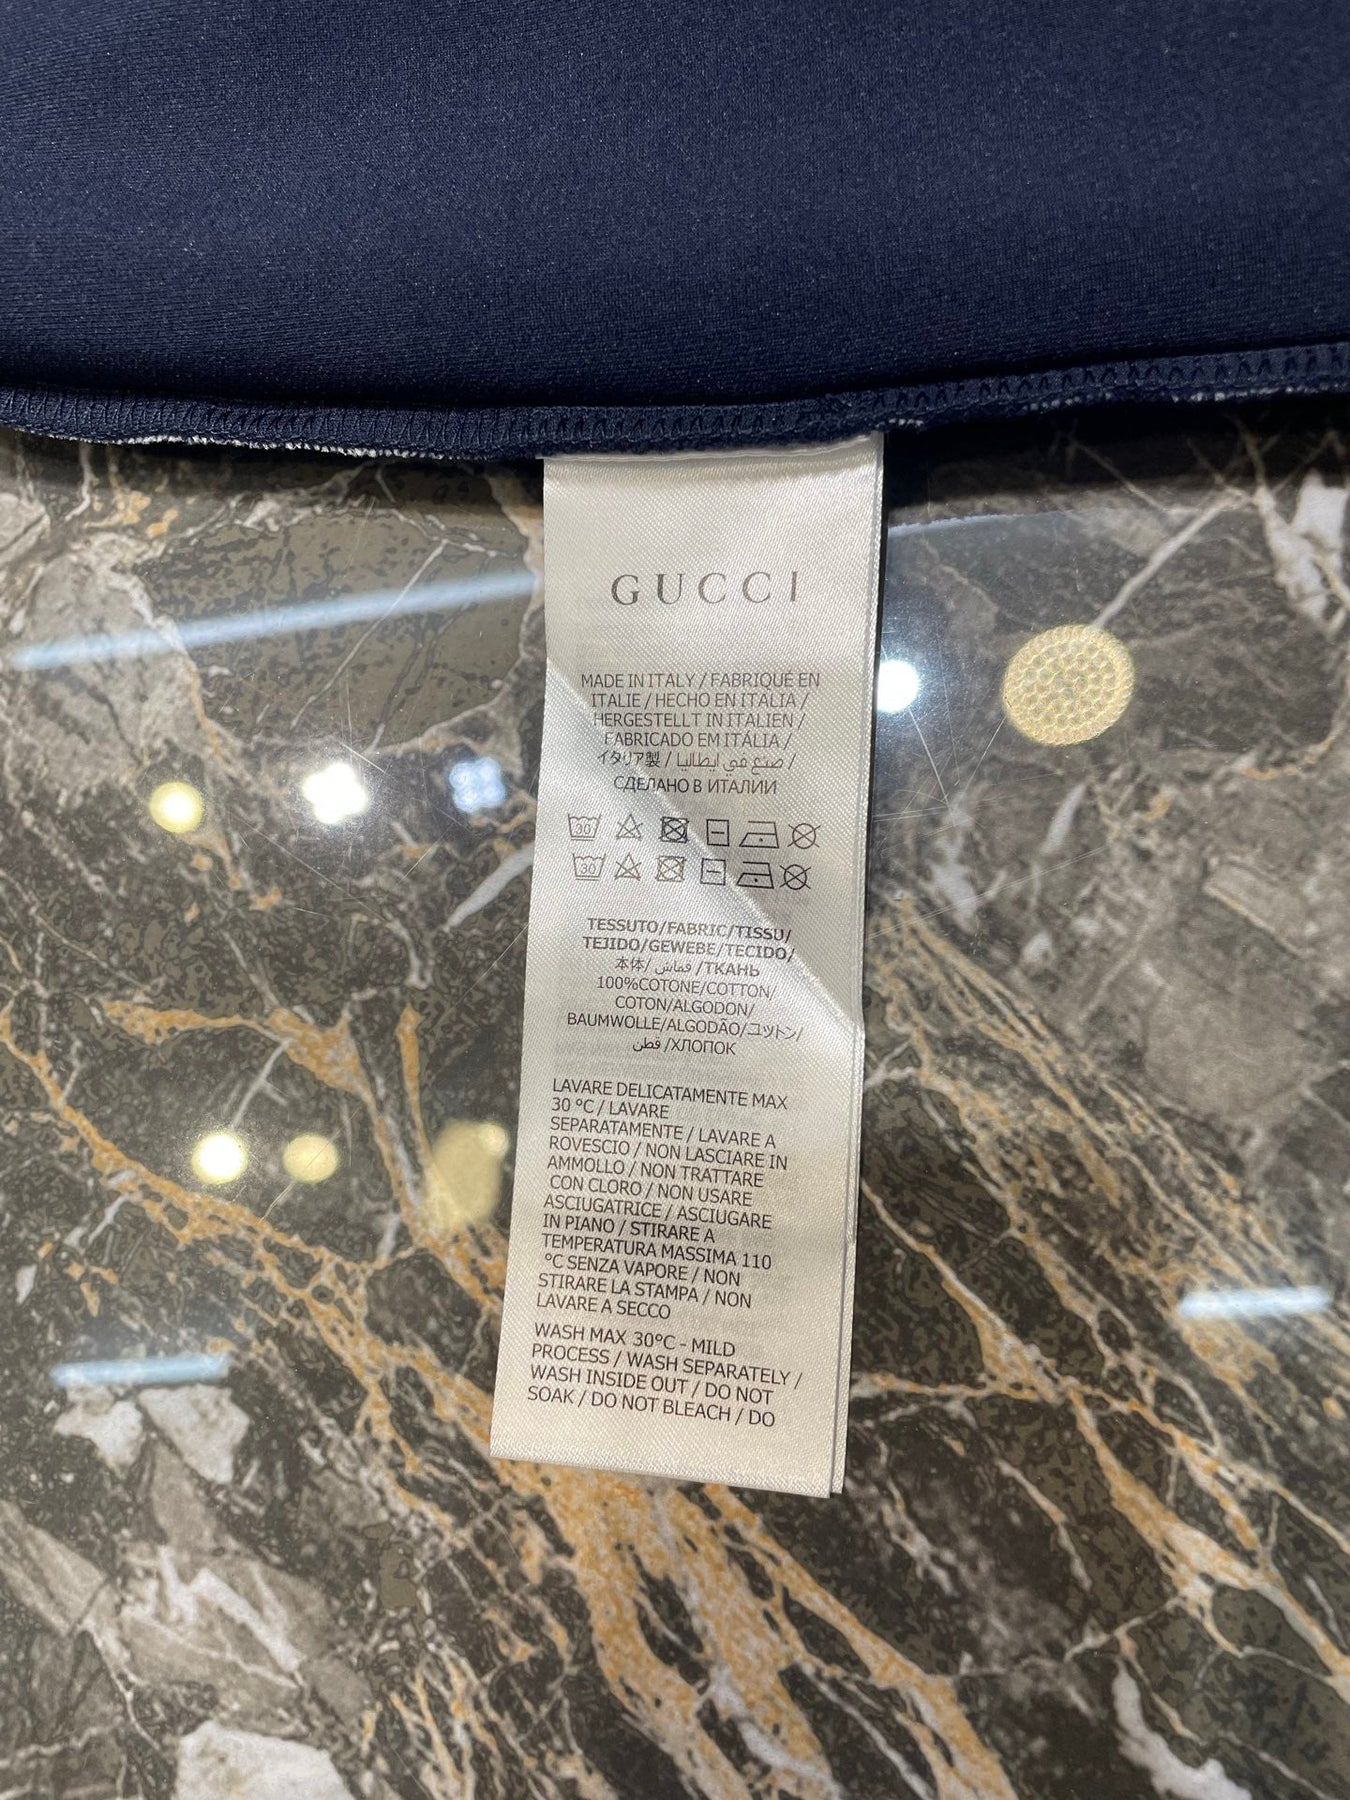 GUCCI
MADE IN ITALY / FABRIQUÉ EN
ITALIE / HECHO EN ITALIA /
HERGESTELLT IN ITALIEN /
FABRICADO EM ITÁLIA /
イタリア製 / صنع في ايطاليا /
СДЕЛАНО В ИТАЛИИ
30
30
TESSUTO/FABRIC/TISSU/
TEJIDO/GEWEBE/TECIDO/
本体/ قماش /ТКАНЬ
100%COTONE/COTTON/
COTON/ALGODON/
BAUMWOLLE/ALGODÃO/コットン/
قطن /ХЛОПОК
LAVARE DELICATAMENTE MAX
30 °C / LAVARE
SEPARATAMENTE / LAVARE A
ROVESCIO / NON LASCIARE IN
AMMOLLO / NON TRATTARE
CON CLORO / NON USARE
ASCIUGATRICE / ASCIUGARE
IN PIANO / STIRARE A
TEMPERATURA MASSIMA 110
°C SENZA VAPORE / NON
STIRARE LA STAMPA / NON
LAVARE A SECCO
WASH MAX 30°C - MILD
PROCESS / WASH SEPARATELY /
WASH INSIDE OUT / DO NOT
SOAK / DO NOT BLEACH / DO